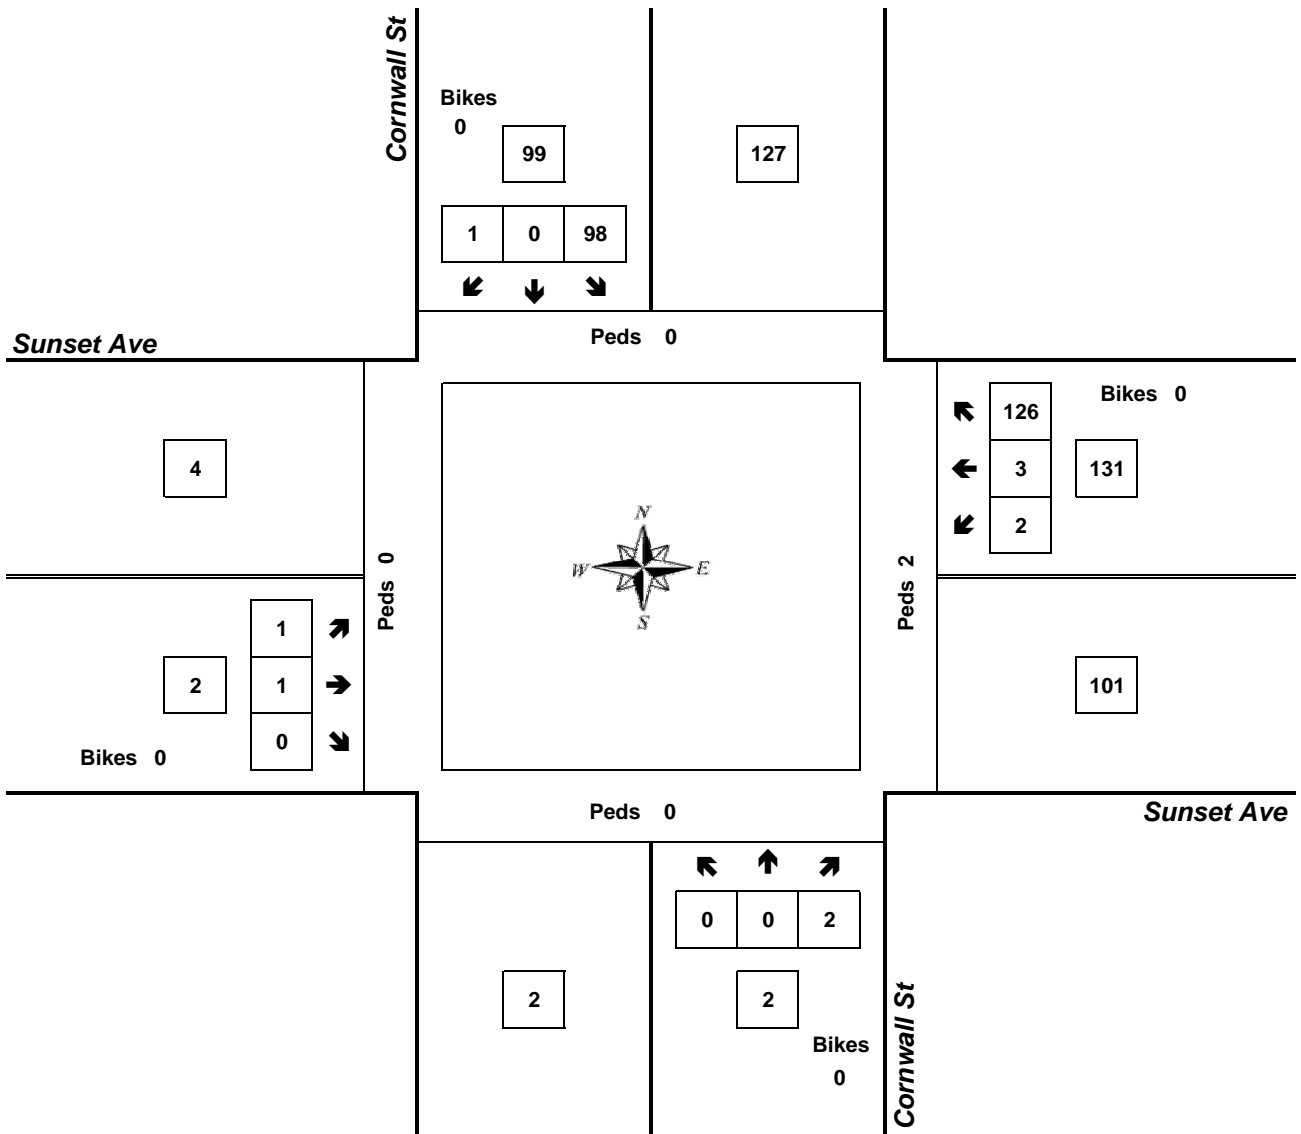 Cornwall St
Bikes
0
99
127
1 0 98
Peds 0
Sunset Ave
126
Bikes 0
4
3
131
2
N
W E
S
Peds 0
Peds 2
1
2
1
101
0
Bikes 0
Peds 0
Sunset Ave
0 0 2
2
2
Cornwall St
Bikes
0